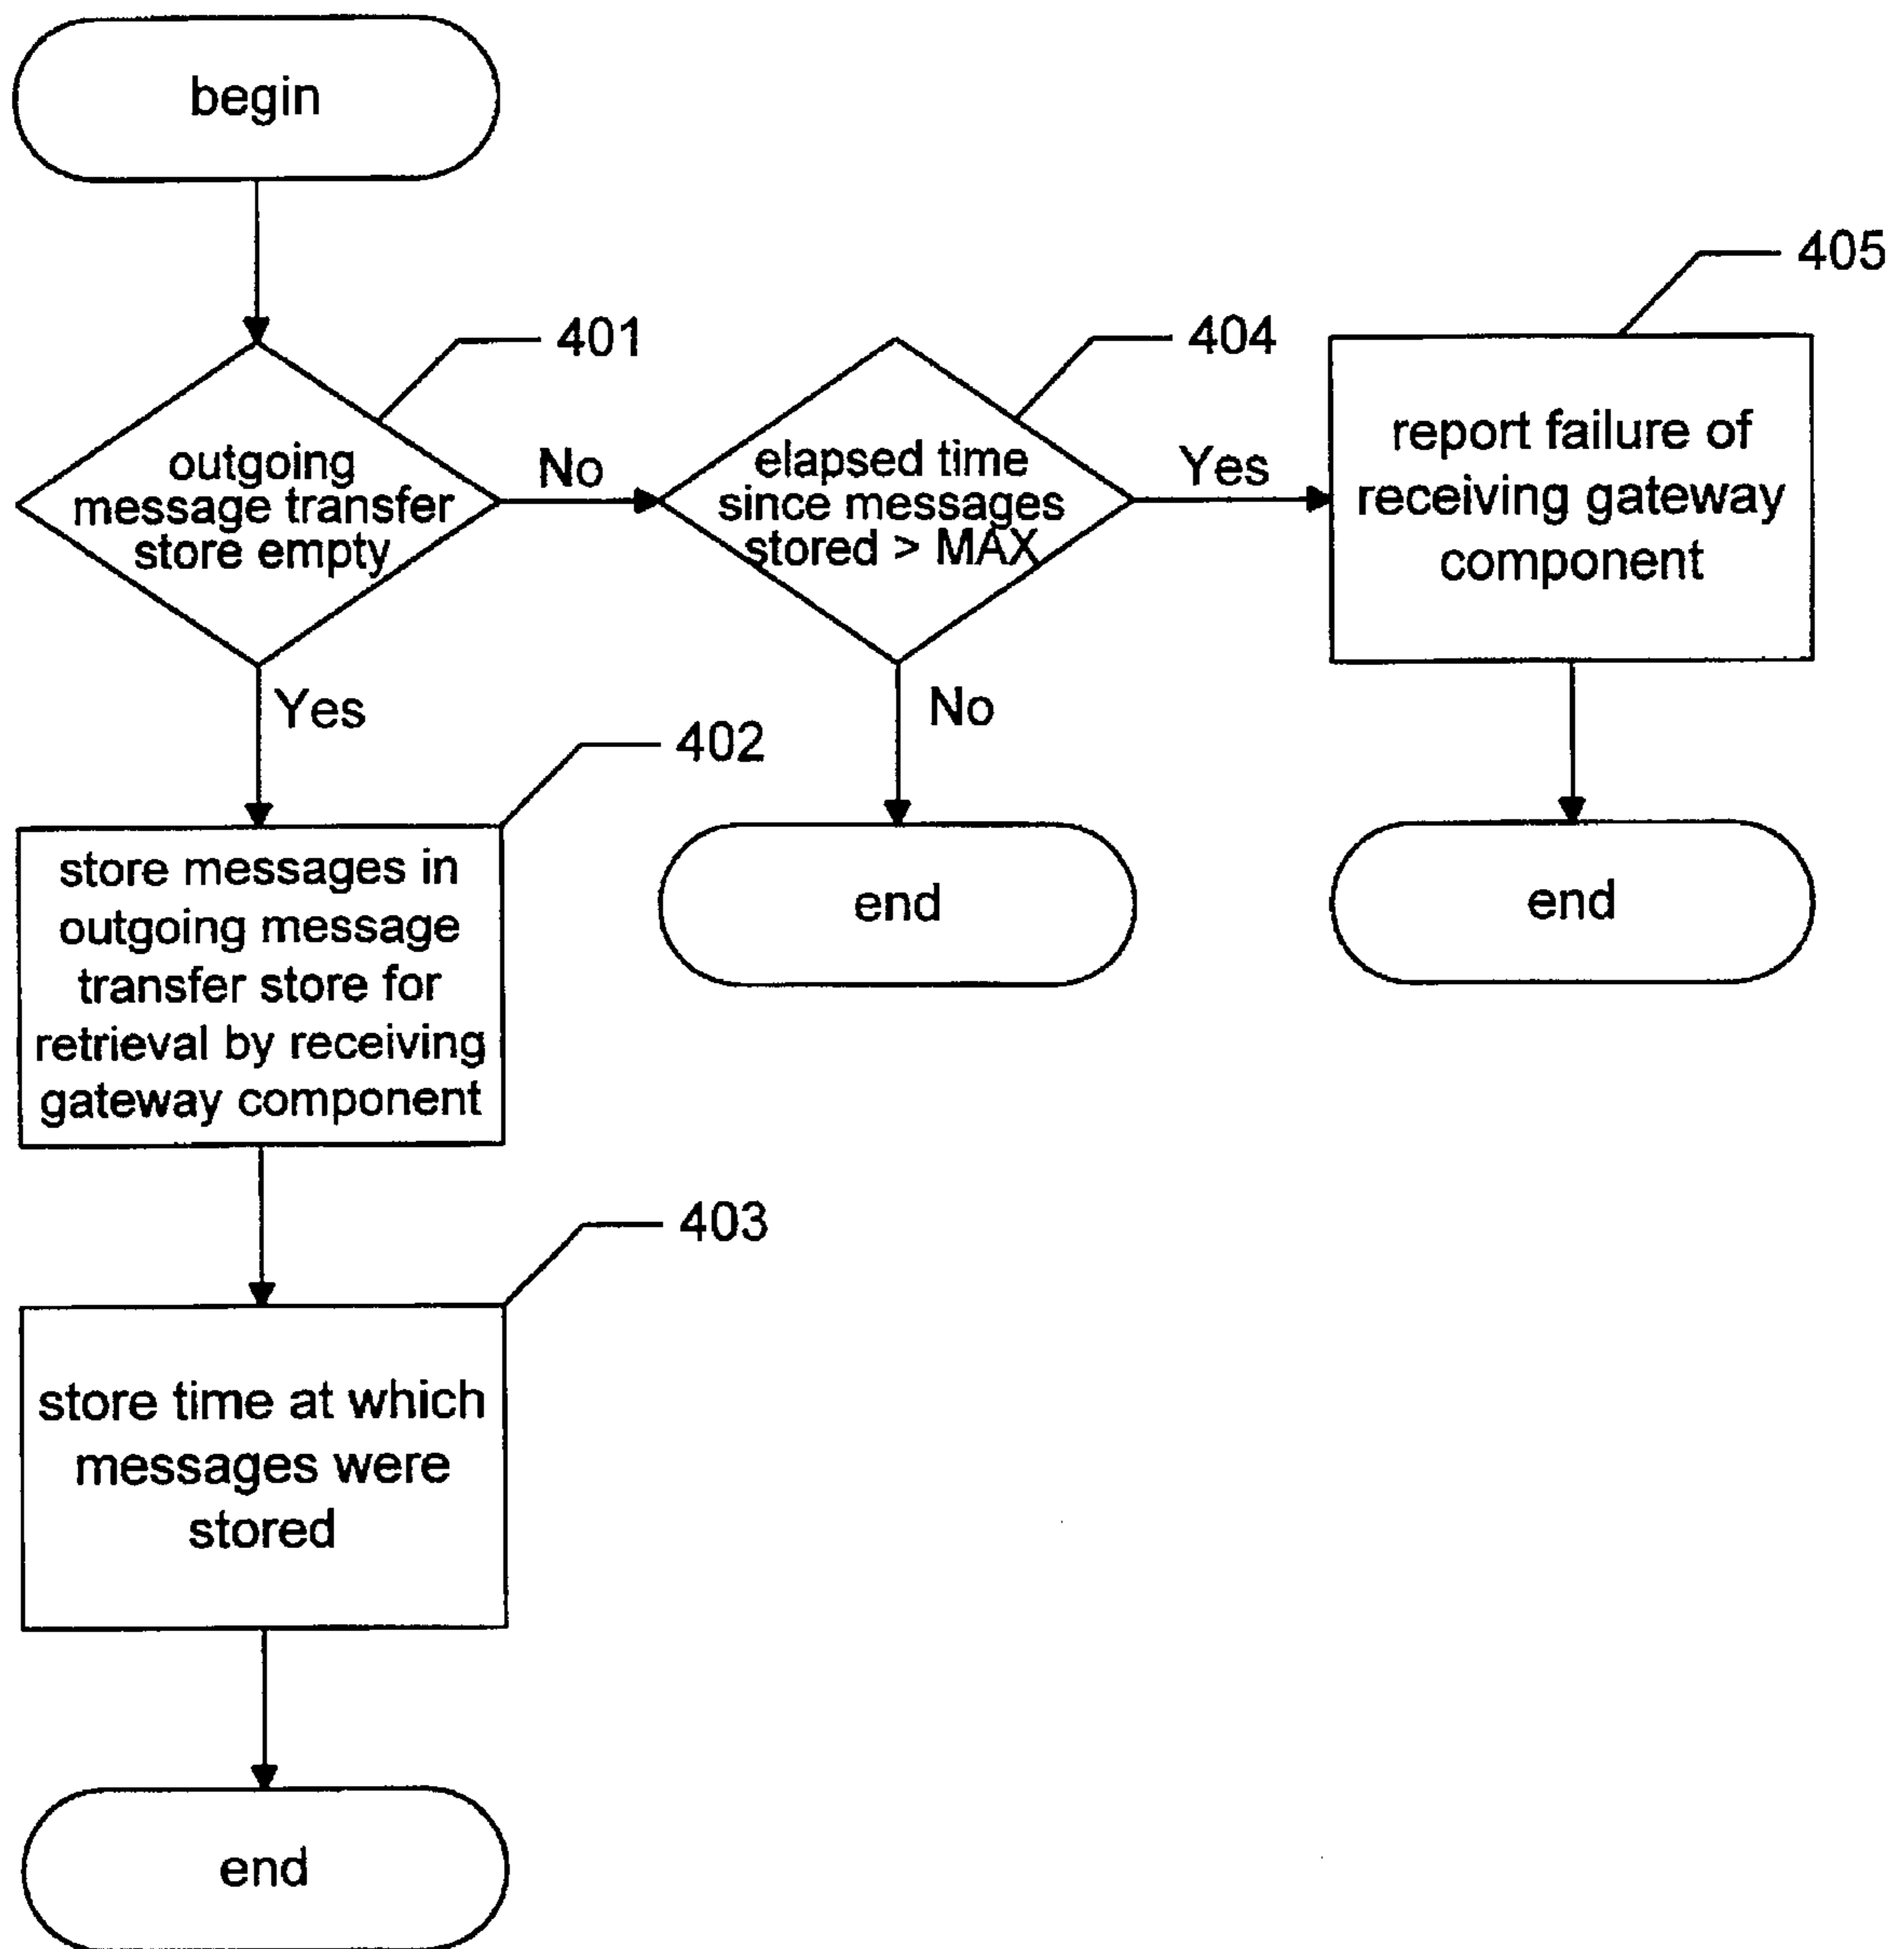 begin
401
outgoing
message transfer
store empty
No
Yes
404
elapsed time
since messages
stored > MAX
Yes
No
405
report failure of
receiving gateway
component
end
end
402
store messages in
outgoing message
transfer store for
retrieval by receiving
gateway component
403
store time at which
messages were
stored
end